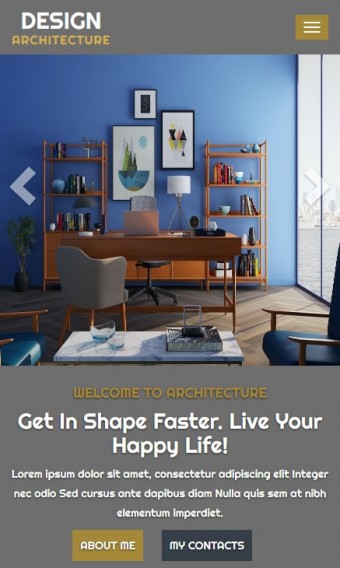 DESIGN
ARCHITECTURE
WELCOME TO ARCHITECTURE
Get In Shape Faster. Live Your
Happy Life!
Lorem ipsum dolor sit amet, consectetur adipiscing elit Integer
nec odio Sed cursus ante dapibus diam Nulla quis sem at nibh
elementum imperdiet.
ABOUT ME
MY CONTACTS